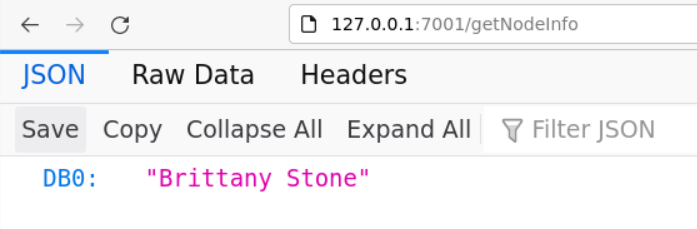 127.0.0.1:7001/getNodeInfo
JSON Raw Data Headers
Save Copy Collapse All Expand All Filter JSON
DB0: "Brittany Stone"